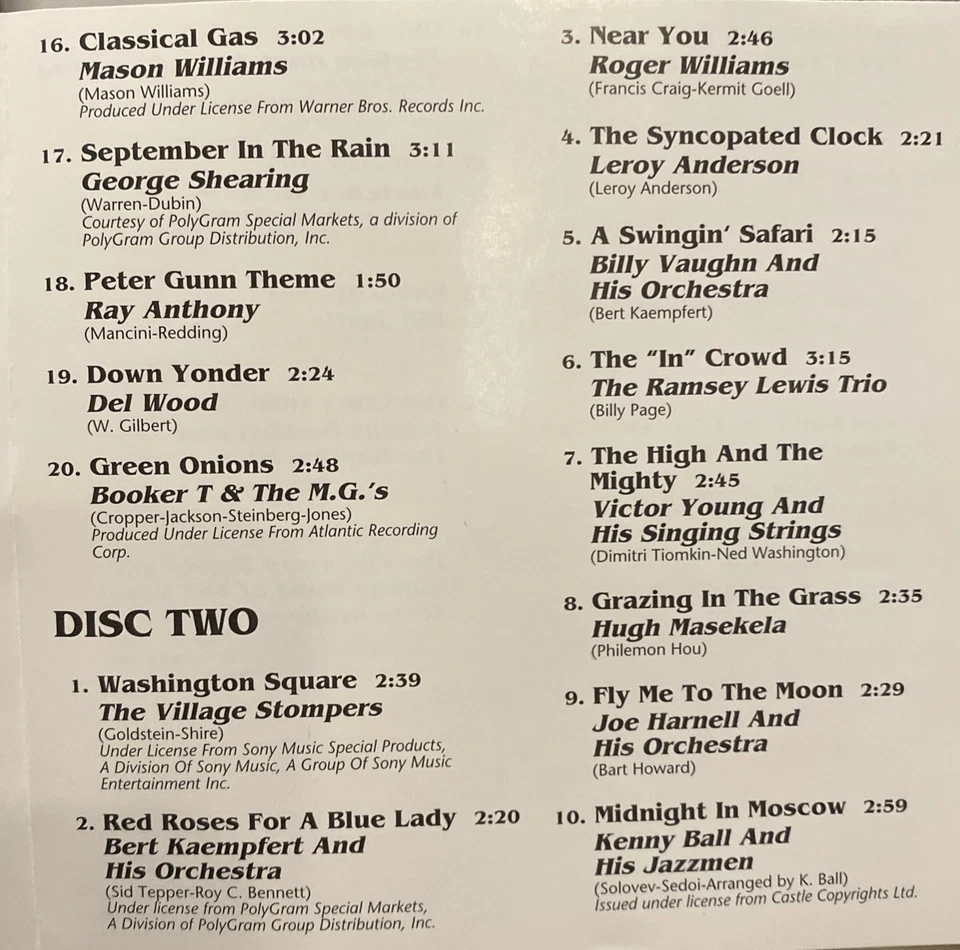 16. Classical Gas 3:02
Mason Williams
(Mason Williams)
Produced Under License From Warner Bros. Records Inc.
17. September In The Rain 3:11
George Shearing
(Warren-Dubin)
Courtesy of PolyGram Special Markets, a division of
PolyGram Group Distribution, Inc.
18. Peter Gunn Theme 1:50
Ray Anthony
(Mancini-Redding)
19. Down Yonder 2:24
Del Wood
(W. Gilbert)
20. Green Onions 2:48
Booker T & The M.G.'s
(Cropper-Jackson-Steinberg-Jones)
Produced Under License From Atlantic Recording
Corp.
DISC TWO
1. Washington Square 2:39
The Village Stompers
(Goldstein-Shire)
Under License From Sony Music Special Products,
A Division Of Sony Music, A Group Of Sony Music
Entertainment Inc.
2. Red Roses For A Blue Lady 2:20
Bert Kaempfert And
His Orchestra
(Sid Tepper-Roy C. Bennett)
Under license from PolyGram Special Markets,
A Division of PolyGram Group Distribution, Inc.
3. Near You 2:46
Roger Williams
(Francis Craig-Kermit Goell)
4. The Syncopated Clock 2:21
Leroy Anderson
(Leroy Anderson)
5. A Swingin' Safari 2:15
Billy Vaughn And
His Orchestra
(Bert Kaempfert)
6. The "In" Crowd 3:15
The Ramsey Lewis Trio
(Billy Page)
7. The High And The
Mighty 2:45
Victor Young And
His Singing Strings
(Dimitri Tiomkin-Ned Washington)
8. Grazing In The Grass 2:35
Hugh Masekela
(Philemon Hou)
9. Fly Me To The Moon 2:29
Joe Harnell And
His Orchestra
(Bart Howard)
10. Midnight In Moscow 2:59
Kenny Ball And
His Jazzmen
(Solovev-Sedoi-Arranged by K. Ball)
Issued under license from Castle Copyrights Ltd.